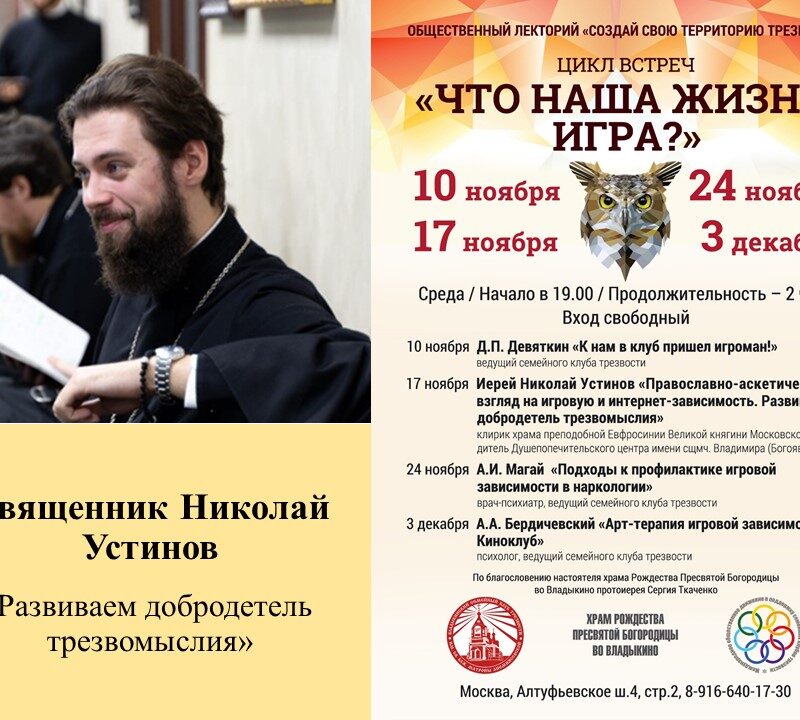 вященник Николай
Устинов
Развиваем добродетель
трезвомыслия»
ОБЩЕСТВЕННЫЙ ЛЕКТОРИЙ «СОЗДАЙ СВОЮ ТЕРРИТОРИЮ ТРЕЗ
ЦИКЛ ВСТРЕЧ
«ЧТО НАША ЖИЗН
ИГРА?»
10 ноября 24 нояб
17 ноября 3 декаб
Среда / Начало в 19.00 / Продолжительность – 2 ч
Вход свободный
10 ноября Д.П. Девяткин «К нам в клуб пришел игроман!»
ведущий семейного клуба трезвости
17 ноября Иерей Николай Устинов «Православно-аскетиче
взгляд на игровую и интернет-зависимость. Разви
добродетель трезвомыслия»
клирик храма преподобной Евфросинии Великой княгини Московско
дитель Душепопечительского центра имени сщмч. Владимира (Богояв
24 ноября А.И. Магай «Подходы к профилактике игровой
зависимости в наркологии»
врач-психиатр, ведущий семейного клуба трезвости
3 декабря А.А. Бердичевский «Арт-терапия игровой зависимо
Киноклуб»
психолог, ведущий семейного клуба трезвости
По благословению настоятеля храма Рождества Пресвятой Богородицы
во Владыкино протоиерея Сергия Ткаченко
ХРАМ РОЖДЕСТВА
ПРЕСВЯТОЙ БОГОРОДИЦЫ
ВО ВЛАДЫКИНО
Москва, Алтуфьевское ш.4, стр.2, 8-916-640-17-30